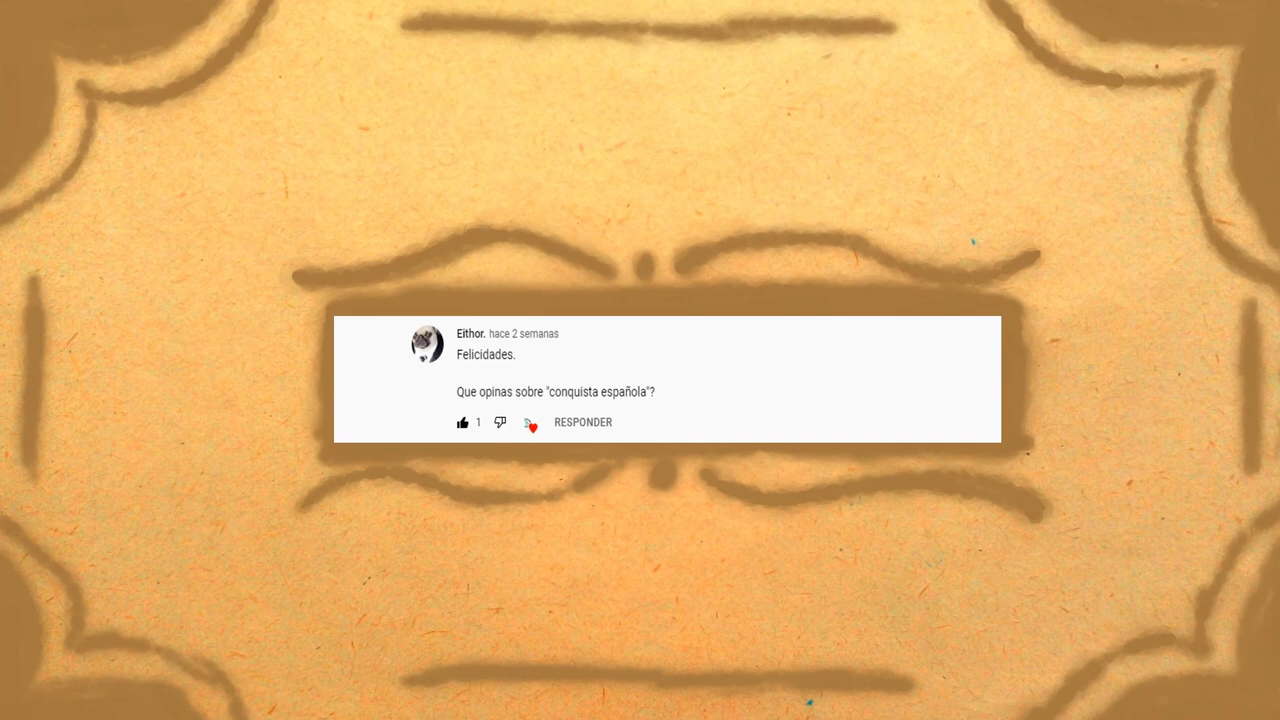 Eithor. hace 2 semanas
Felicidades.
Que opinas sobre "conquista española"?
1 RESPONDER